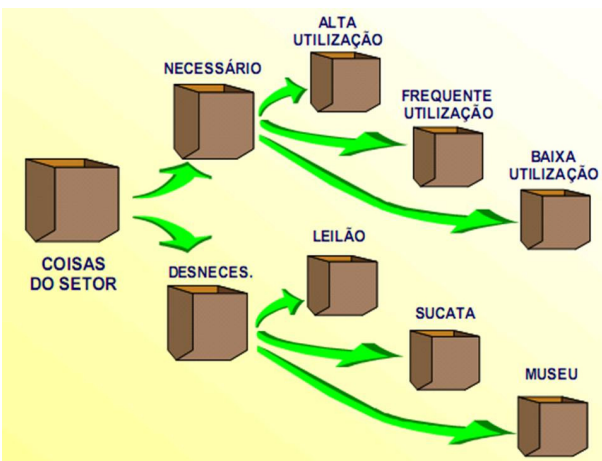 ALTA
UTILIZAÇÃO
NECESSÁRIO
FREQUENTE
UTILIZAÇÃO
BAIXA
UTILIZAÇÃO
COISAS
DO SETOR
DESNECES.
LEILÃO
SUCATA
MUSEU